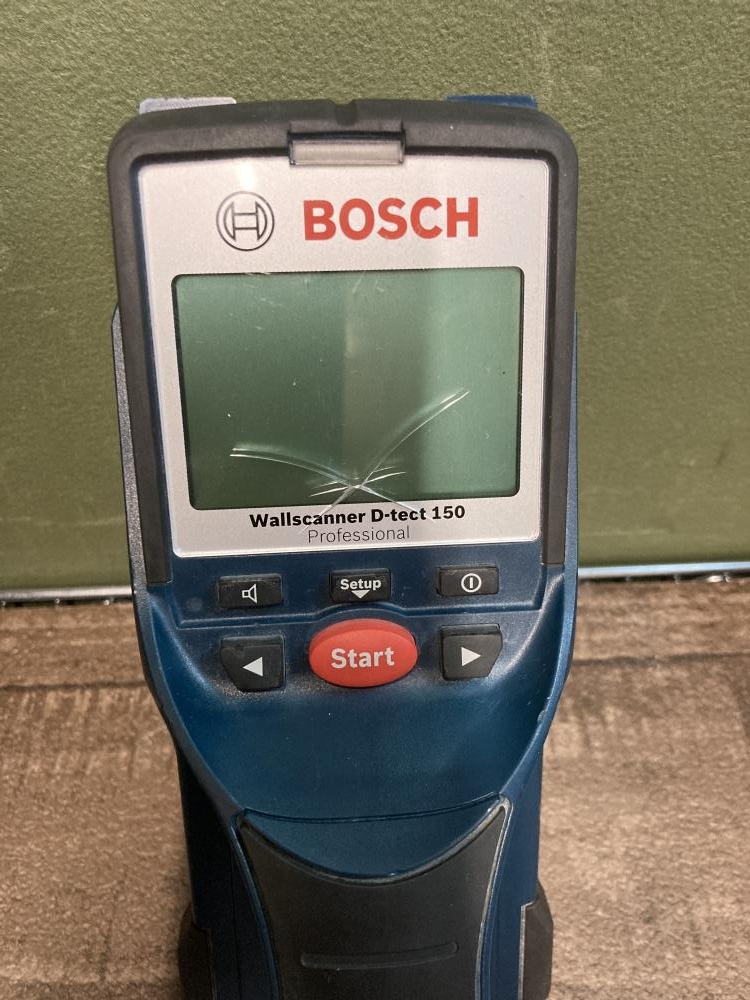 BOSCH
Wallscanner D-tect 150
Professional
Setup
Start